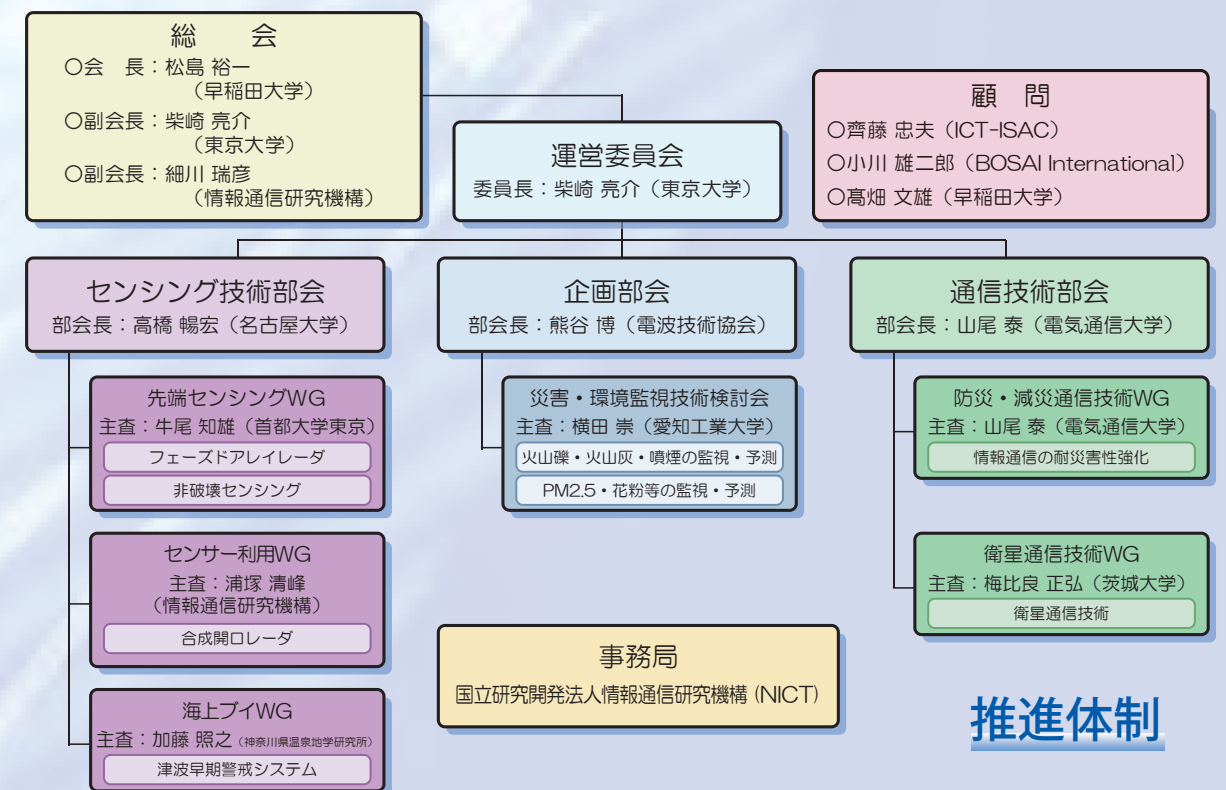 総 会
〇会 長：松島 裕一
（早稲田大学）
〇副会長：柴崎 亮介
（東京大学）
〇副会長：細川 瑞彦
（情報通信研究機構）
運営委員会
委員長：柴崎 亮介（東京大学）
顧 問
〇齊藤 忠夫（ICT-ISAC）
〇小川 雄二郎（BOSAI International）
〇髙畑 文雄（早稲田大学）
センシング技術部会
部会長：高橋 暢宏（名古屋大学）
企画部会
部会長：熊谷 博（電波技術協会）
通信技術部会
部会長：山尾 泰（電気通信大学）
先端センシングWG
主査：牛尾 知雄（首都大学東京）
フェーズドアレイレーダ
非破壊センシング
センサー利用WG
主査：浦塚 清峰
（情報通信研究機構）
合成開口レーダ
海上ブイWG
主査：加藤 照之（神奈川県温泉地学研究所）
津波早期警戒システム
災害・環境監視技術検討会
主査：横田 崇（愛知工業大学）
火山礫・火山灰・噴煙の監視・予測
PM2.5・花粉等の監視・予測
防災・減災通信技術WG
主査：山尾 泰（電気通信大学）
情報通信の耐災害性強化
衛星通信技術WG
主査：梅比良 正弘（茨城大学）
衛星通信技術
事務局
国立研究開発法人情報通信研究機構 (NICT)
推進体制